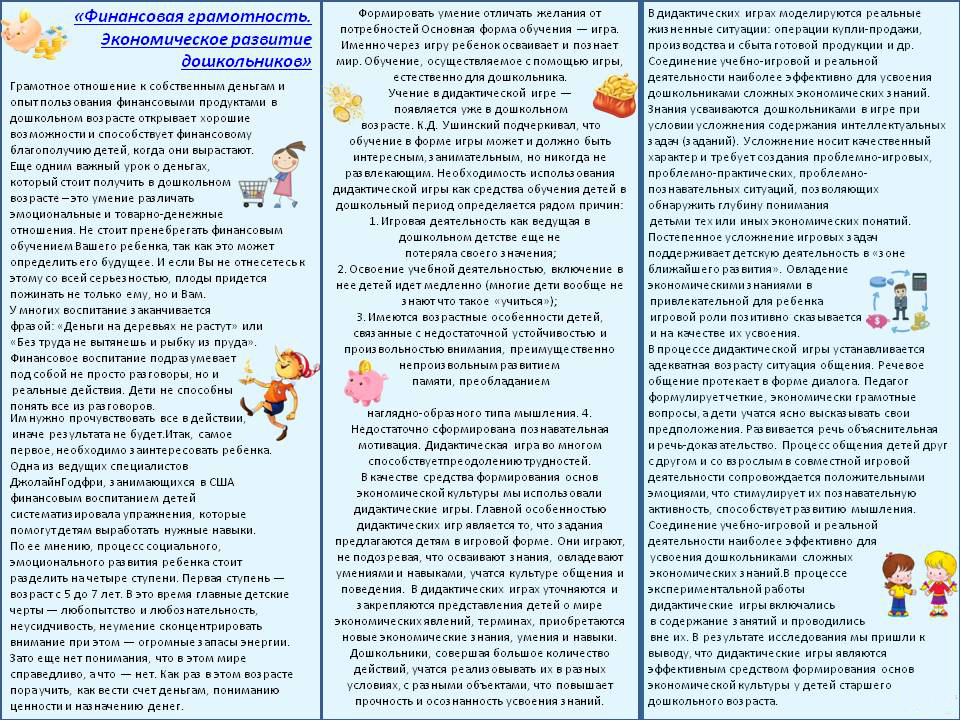 «Финансовая грамотность.
Экономическое развитие
дошкольников»
Грамотное отношение к собственным деньгам и
опыт пользования финансовыми продуктами в
дошкольном возрасте открывает хорошие
возможности и способствует финансовому
благополучию детей, когда они вырастают.
Еще одним важный урок о деньгах,
который стоит получить в дошкольном
возрасте – это умение различать
эмоциональные и товарно-денежные
отношения. Не стоит пренебрегать финансовым
обучением Вашего ребенка, так как это может
определить его будущее. И если Вы не отнесетесь к
этому со всей серьезностью, плоды придется
пожинать не только ему, но и Вам.
У многих воспитание заканчивается
фразой: «Деньги на деревьях не растут» или
«Без труда не вытянешь и рыбку из пруда».
Финансовое воспитание подразумевает
под собой не просто разговоры, но и
реальные действия. Дети не способны
понять все из разговоров.
Им нужно прочувствовать все в действии,
иначе результата не будет.Итак, самое
первое, необходимо заинтересовать ребенка.
Одна из ведущих специалистов
ДжолайнГодфри, занимающихся в США
финансовым воспитанием детей
систематизировала упражнения, которые
помогут детям выработать нужные навыки.
По ее мнению, процесс социального,
эмоционального развития ребенка стоит
разделить на четыре ступени. Первая ступень —
возраст с 5 до 7 лет. В это время главные детские
черты — любопытство и любознательность,
неусидчивость, неумение сконцентрировать
внимание при этом — огромные запасы энергии.
Зато еще нет понимания, что в этом мире
справедливо, а что — нет. Как раз в этом возрасте
пора учить, как вести счет деньгам, пониманию
ценности и назначению денег.
Формировать умение отличать желания от
потребностей Основная форма обучения — игра.
Именно через игру ребенок осваивает и познает
мир. Обучение, осуществляемое с помощью игры,
естественно для дошкольника.
Учение в дидактической игре —
появляется уже в дошкольном
возрасте. К.Д. Ушинский подчеркивал, что
обучение в форме игры может и должно быть
интересным, занимательным, но никогда не
развлекающим. Необходимость использования
дидактической игры как средства обучения детей в
дошкольный период определяется рядом причин:
1. Игровая деятельность как ведущая в
дошкольном детстве еще не
потеряла своего значения;
2. Освоение учебной деятельностью, включение в
нее детей идет медленно (многие дети вообще не
знают что такое «учиться»);
3. Имеются возрастные особенности детей,
связанные с недостаточной устойчивостью и
произвольностью внимания, преимущественно
непроизвольным развитием
памяти, преобладанием
наглядно-образного типа мышления. 4.
Недостаточно сформирована познавательная
мотивация. Дидактическая игра во многом
способствуетпреодолению трудностей.
В качестве средства формирования основ
экономической культуры мы использовали
дидактические игры. Главной особенностью
дидактических игр является то, что задания
предлагаются детям в игровой форме. Они играют,
не подозревая, что осваивают знания, овладевают
умениями и навыками, учатся культуре общения и
поведения. В дидактических играх уточняются и
закрепляются представления детей о мире
экономических явлений, терминах, приобретаются
новые экономические знания, умения и навыки.
Дошкольники, совершая большое количество
действий, учатся реализовывать их в разных
условиях, с разными объектами, что повышает
прочность и осознанность усвоения знаний.
В дидактических играх моделируются реальные
жизненные ситуации: операции купли-продажи,
производства и сбыта готовой продукции и др.
Соединение учебно-игровой и реальной
деятельности наиболее эффективно для усвоения
дошкольниками сложных экономических знаний.
Знания усваиваются дошкольниками в игре при
условии усложнения содержания интеллектуальных
задач (заданий). Усложнение носит качественный
характер и требует создания проблемно-игровых,
проблемно-практических, проблемно-
познавательных ситуаций, позволяющих
обнаружить глубину понимания
детьми тех или иных экономических понятий.
Постепенное усложнение игровых задач
поддерживает детскую деятельность в «зоне
ближайшего развития». Овладение
экономическими знаниями в
привлекательной для ребенка
игровой роли позитивно сказывается
и на качестве их усвоения.
В процессе дидактической игры устанавливается
адекватная возрасту ситуация общения. Речевое
общение протекает в форме диалога. Педагог
формулирует четкие, экономически грамотные
вопросы, а дети учатся ясно высказывать свои
предположения. Развивается речь объяснительная
и речь-доказательство. Процесс общения детей друг
с другом и со взрослым в совместной игровой
деятельности сопровождается положительными
эмоциями, что стимулирует их познавательную
активность, способствует развитию мышления.
Соединение учебно-игровой и реальной
деятельности наиболее эффективно для
усвоения дошкольниками сложных
экономических знаний.В процессе
экспериментальной работы
дидактические игры включались
в содержание занятий и проводились
вне их. В результате исследования мы пришли к
выводу, что дидактические игры являются
эффективным средством формирования основ
экономической культуры у детей старшего
дошкольного возраста.